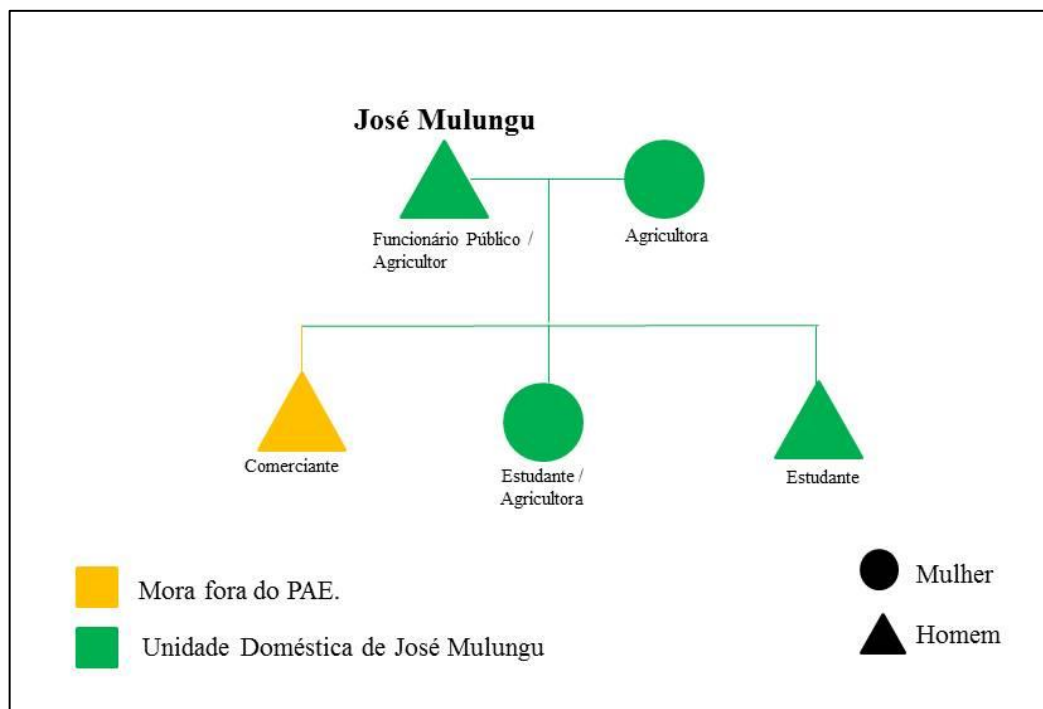 José Mulungu
Funcionário Público /
Agricultor
Agricultora
Comerciante
Estudante /
Agricultora
Estudante
Mora fora do PAE.
Unidade Doméstica de José Mulungu
Mulher
Homem